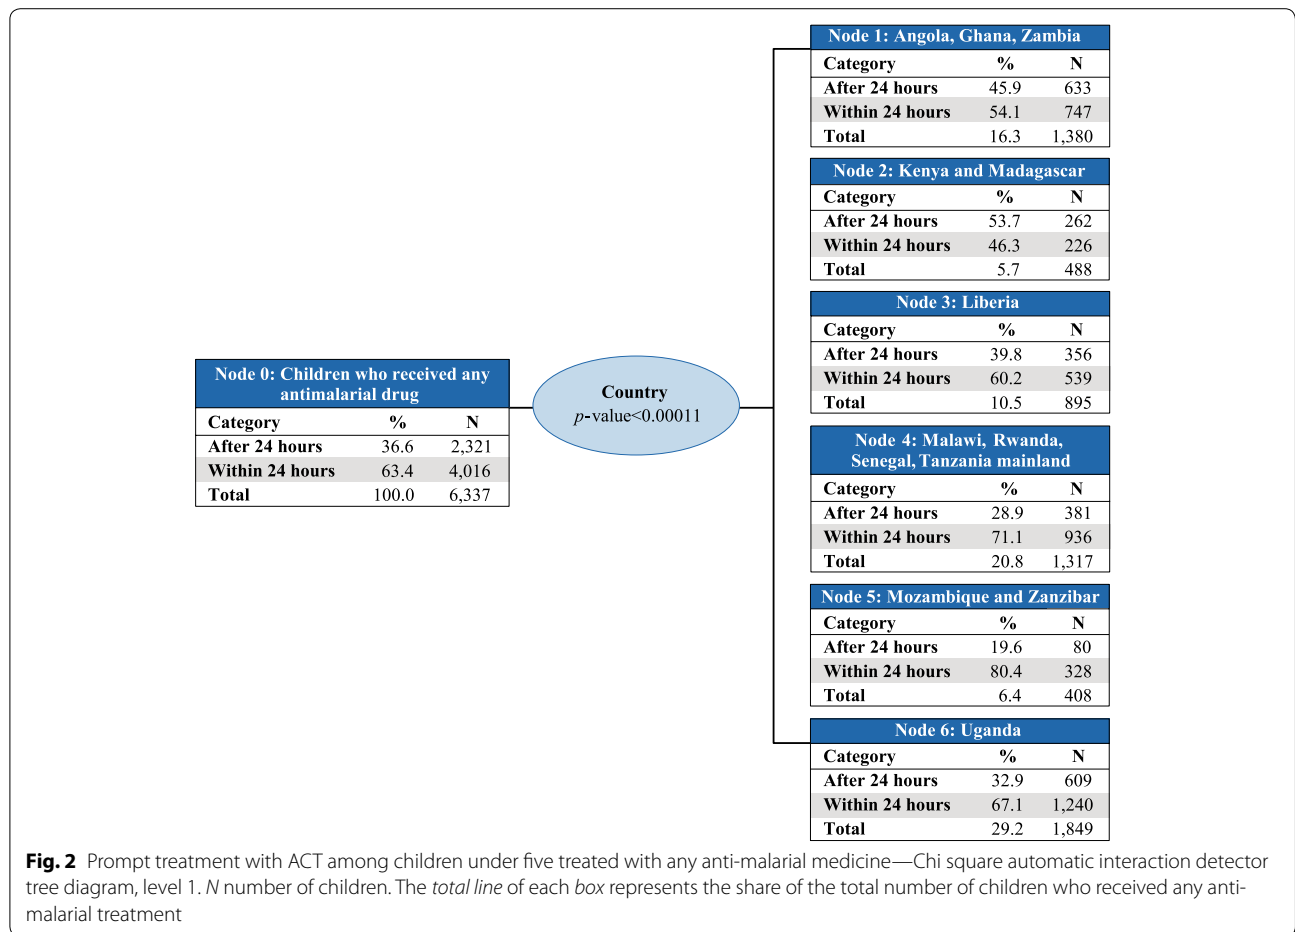 Node 1: Angola, Ghana, Zambia
Category % N
After 24 hours 45.9 633
Within 24 hours 54.1 747
Total 16.3 1,380
Node 2: Kenya and Madagascar
Category % N
After 24 hours 53.7 262
Within 24 hours 46.3 226
Total 5.7 488
Node 3: Liberia
Category % N
After 24 hours 39.8 356
Within 24 hours 60.2 539
Total 10.5 895
Node 0: Children who received any
antimalarial drug
Category % N
After 24 hours 36.6 2,321
Within 24 hours 63.4 4,016
Total 100.0 6,337
Country
p-value<0.00011
Node 4: Malawi, Rwanda,
Senegal, Tanzania mainland
Category % N
After 24 hours 28.9 381
Within 24 hours 71.1 936
Total 20.8 1,317
Node 5: Mozambique and Zanzibar
Category % N
After 24 hours 19.6 80
Within 24 hours 80.4 328
Total 6.4 408
Node 6: Uganda
Category % N
After 24 hours 32.9 609
Within 24 hours 67.1 1,240
Total 29.2 1,849
Fig. 2 Prompt treatment with ACT among children under five treated with any anti-malarial medicine—Chi square automatic interaction detector
tree diagram, level 1. N number of children. The total line of each box represents the share of the total number of children who received any anti-
malarial treatment